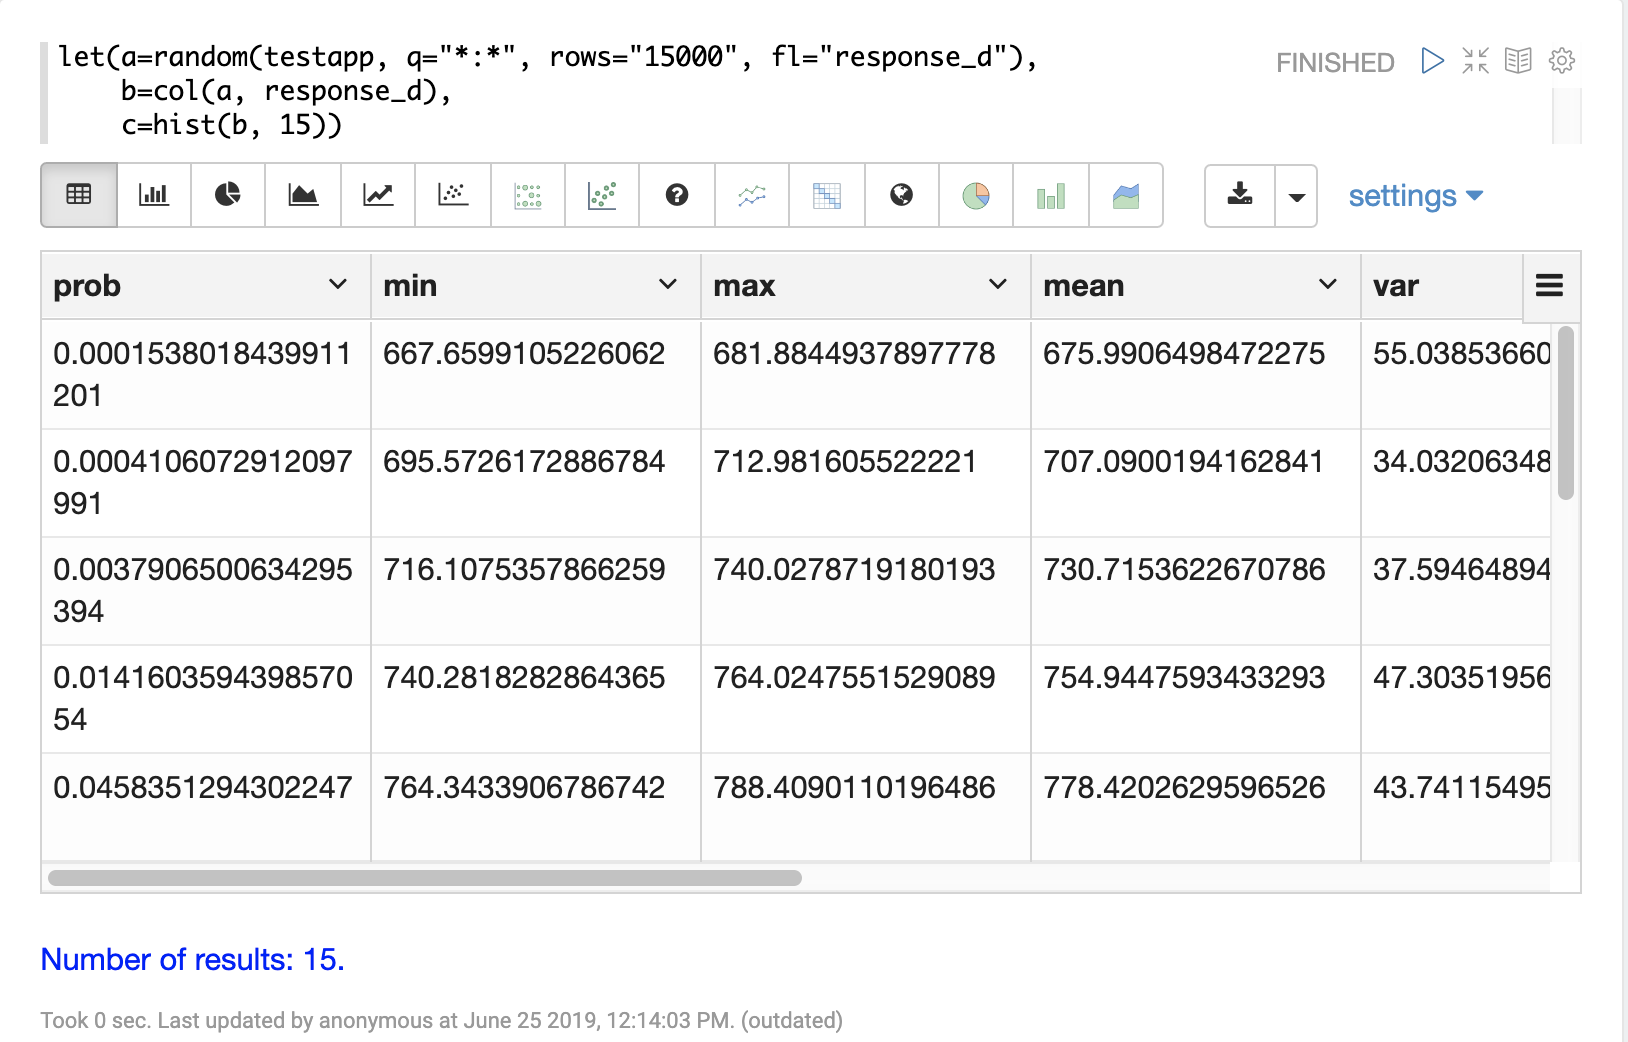 let(a=random(testapp, q="*:*", rows="15000", fl="response_d"),
    b=col(a, response_d),
    c=hist(b, 15))
FINISHED
settings
prob min max mean var
0.0001538018439911201 667.6599105226062 681.8844937897778 675.9906498472275 55.03853660
0.0004106072912097991 695.5726172886784 712.981605522221 707.0900194162841 34.03206348
0.0037906500634295394 716.1075357866259 740.0278719180193 730.7153622670786 37.59464894
0.014160359439857054 740.2818282864365 764.0247551529089 754.9447593433293 47.30351956
0.0458351294302247 764.3433906786742 788.4090110196486 778.4202629596526 43.74115495
Number of results: 15.
Took 0 sec. Last updated by anonymous at June 25 2019, 12:14:03 PM. (outdated)